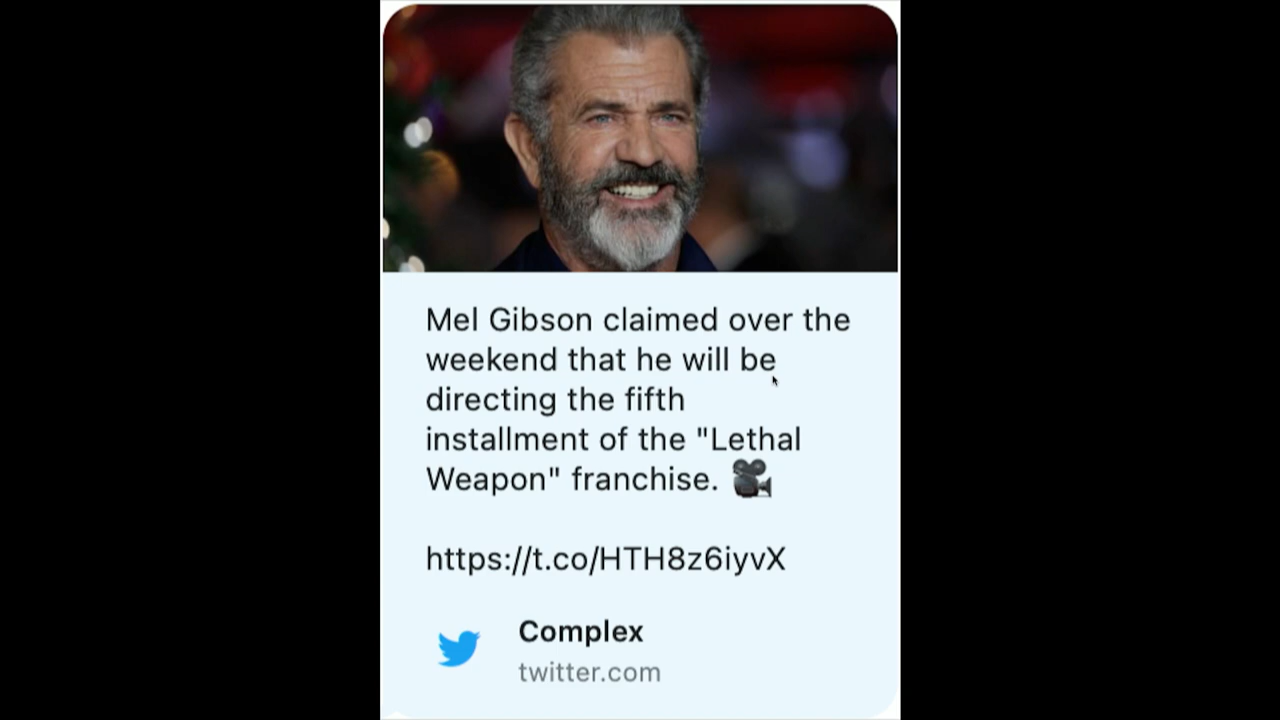 Mel Gibson claimed over the
weekend that he will be
directing the fifth
installment of the "Lethal
Weapon" franchise. 🎥
https://t.co/HTH8z6iyvX
Complex
twitter.com